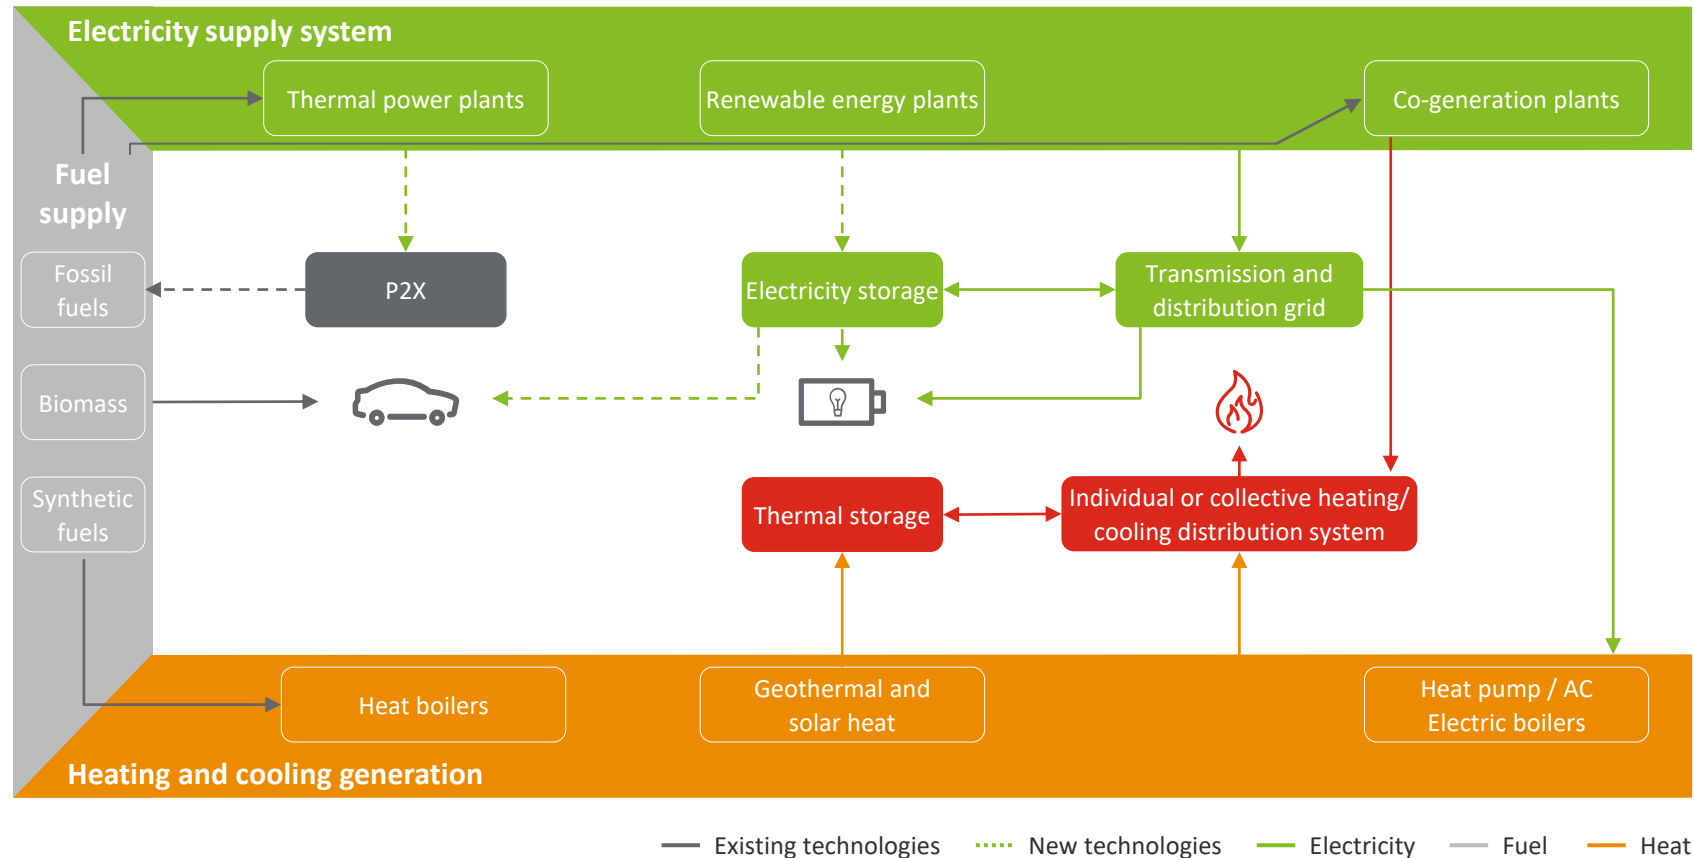 Electricity supply system
Thermal power plants
Renewable energy plants
Co-generation plants
Fuel
supply
Fossil
fuels
P2X
Electricity storage
Transmission and
distribution grid
Biomass
Synthetic
fuels
Thermal storage
Individual or collective heating/
cooling distribution system
Heat boilers
Geothermal and
solar heat
Heat pump / AC
Electric boilers
Heating and cooling generation
Existing technologies
New technologies
Electricity
Fuel
Heat